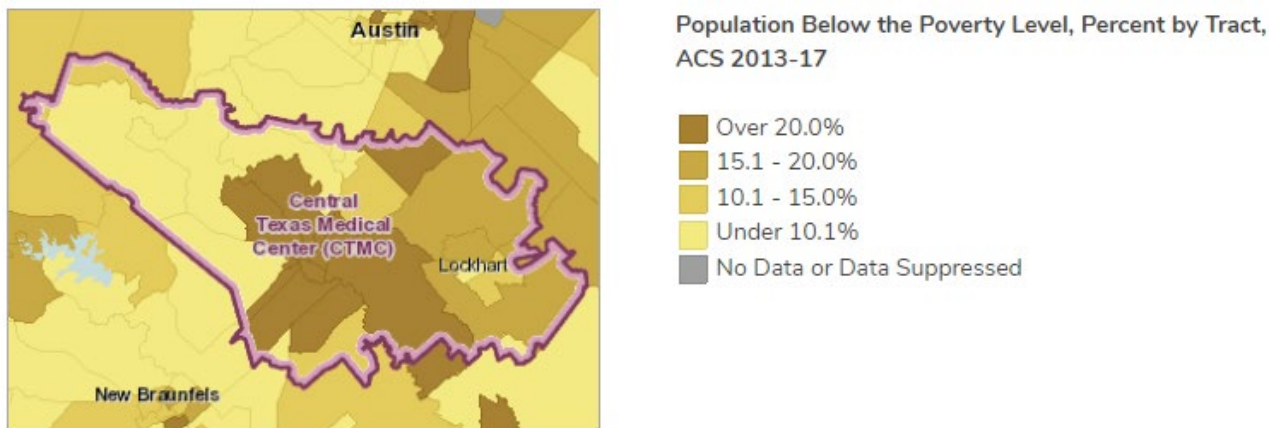 Austin
Central
Texas Medical
Center (CTMC)
Lockhart
New Braunfels
Population Below the Poverty Level, Percent by Tract,
ACS 2013-17
Over 20.0%
15.1 - 20.0%
10.1 - 15.0%
Under 10.1%
No Data or Data Suppressed